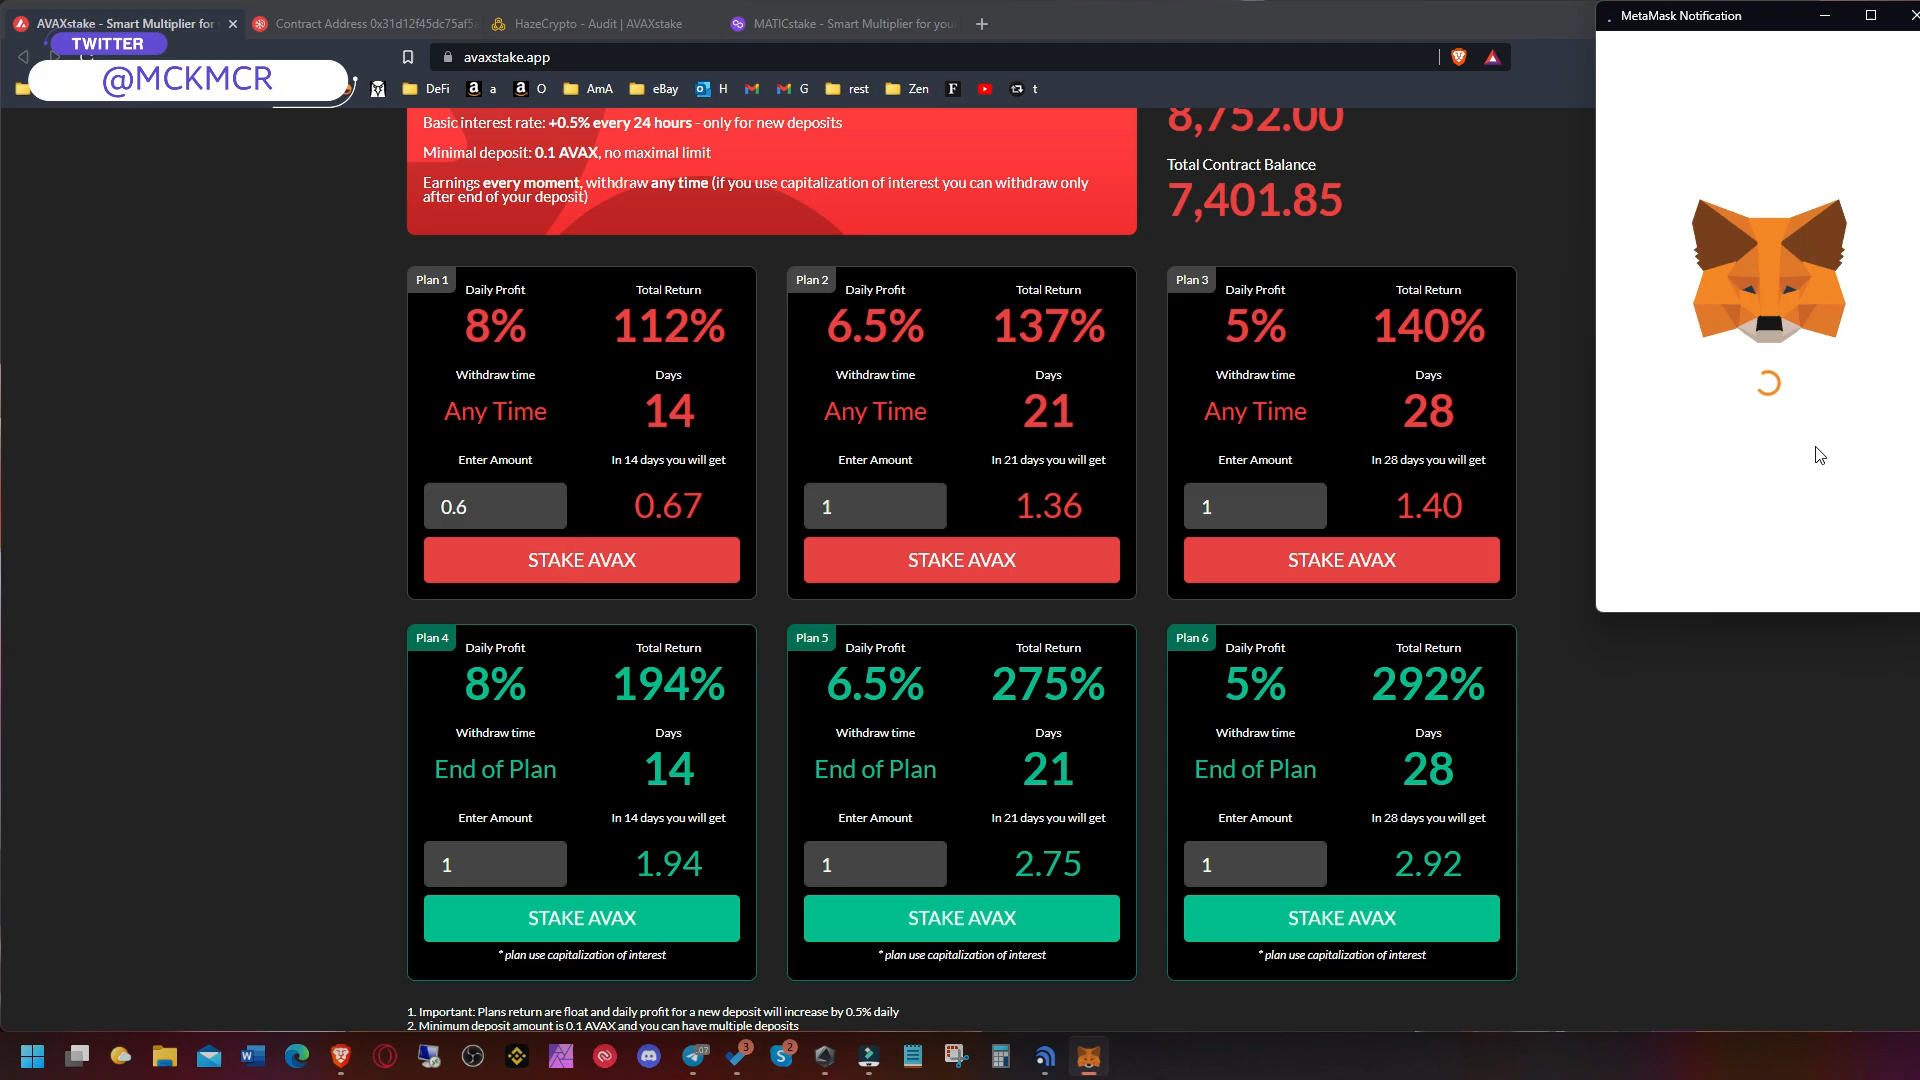 AVAXstake - Smart Multiplier for
Contract Address 0x31d12f45dc75af5
HazeCrypto - Audit | AVAXstake
MATICstake - Smart Multiplier for you
MetaMask Notification
TWITTER
@MCKMCR
avaxstake.app
DeFi
a
O
AmA
eBay
H
G
rest
Zen
t
Basic interest rate: +0.5% every 24 hours - only for new deposits
Minimal deposit: 0.1 AVAX, no maximal limit
Earnings every moment, withdraw any time (if you use capitalization of interest you can withdraw only
after end of your deposit)
8,752.00
Total Contract Balance
7,401.85
Plan 1
Daily Profit
Total Return
8%
112%
Withdraw time
Days
Any Time
14
Enter Amount
In 14 days you will get
0.6
0.67
STAKE AVAX
Plan 2
Daily Profit
Total Return
6.5%
137%
Withdraw time
Days
Any Time
21
Enter Amount
In 21 days you will get
1
1.36
STAKE AVAX
Plan 3
Daily Profit
Total Return
5%
140%
Withdraw time
Days
Any Time
28
Enter Amount
In 28 days you will get
1
1.40
STAKE AVAX
Plan 4
Daily Profit
Total Return
8%
194%
Withdraw time
Days
End of Plan
14
Enter Amount
In 14 days you will get
1
1.94
STAKE AVAX
* plan use capitalization of interest
Plan 5
Daily Profit
Total Return
6.5%
275%
Withdraw time
Days
End of Plan
21
Enter Amount
In 21 days you will get
1
2.75
STAKE AVAX
* plan use capitalization of interest
Plan 6
Daily Profit
Total Return
5%
292%
Withdraw time
Days
End of Plan
28
Enter Amount
In 28 days you will get
1
2.92
STAKE AVAX
* plan use capitalization of interest
1. Important: Plans return are float and daily profit for a new deposit will increase by 0.5% daily
2. Minimum deposit amount is 0.1 AVAX and you can have multiple deposits